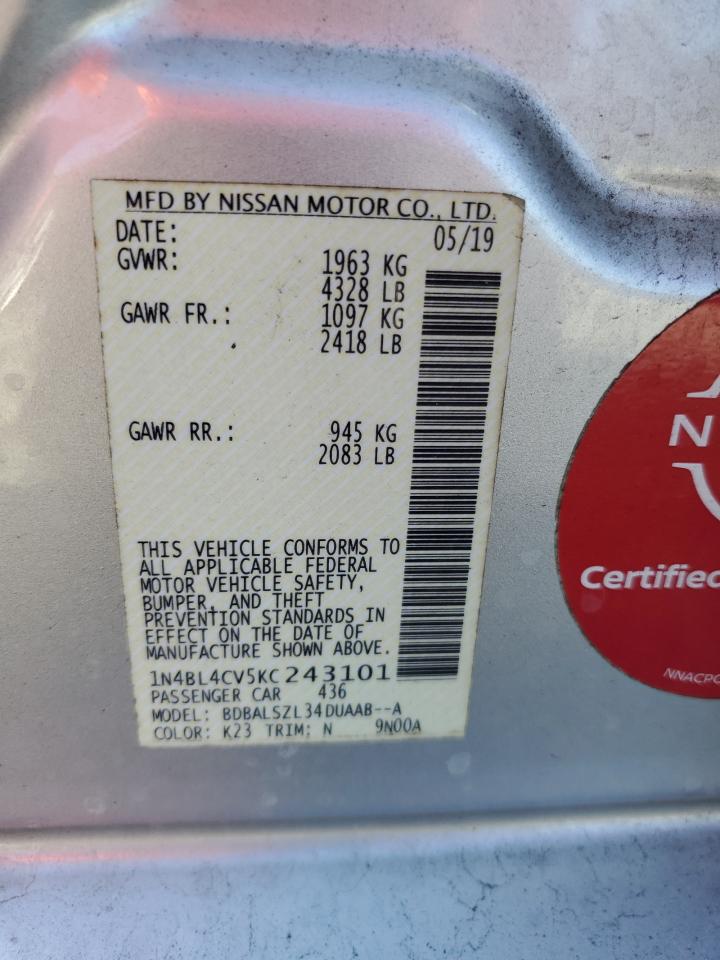 MFD BY NISSAN MOTOR CO., LTD.
DATE: 05/19
GVWR: 1963 KG
4328 LB
GAWR FR.: 1097 KG
2418 LB
GAWR RR.: 945 KG
2083 LB
THIS VEHICLE CONFORMS TO
ALL APPLICABLE FEDERAL
MOTOR VEHICLE SAFETY,
BUMPER, AND THEFT
PREVENTION STANDARDS IN
EFFECT ON THE DATE OF
MANUFACTURE SHOWN ABOVE.
1N4BL4CV5KC243101
PASSENGER CAR 436
MODEL: BDBALSZL34DUAAB--A
COLOR: K23 TRIM: N 9N00A
N
Certified
NNACPO